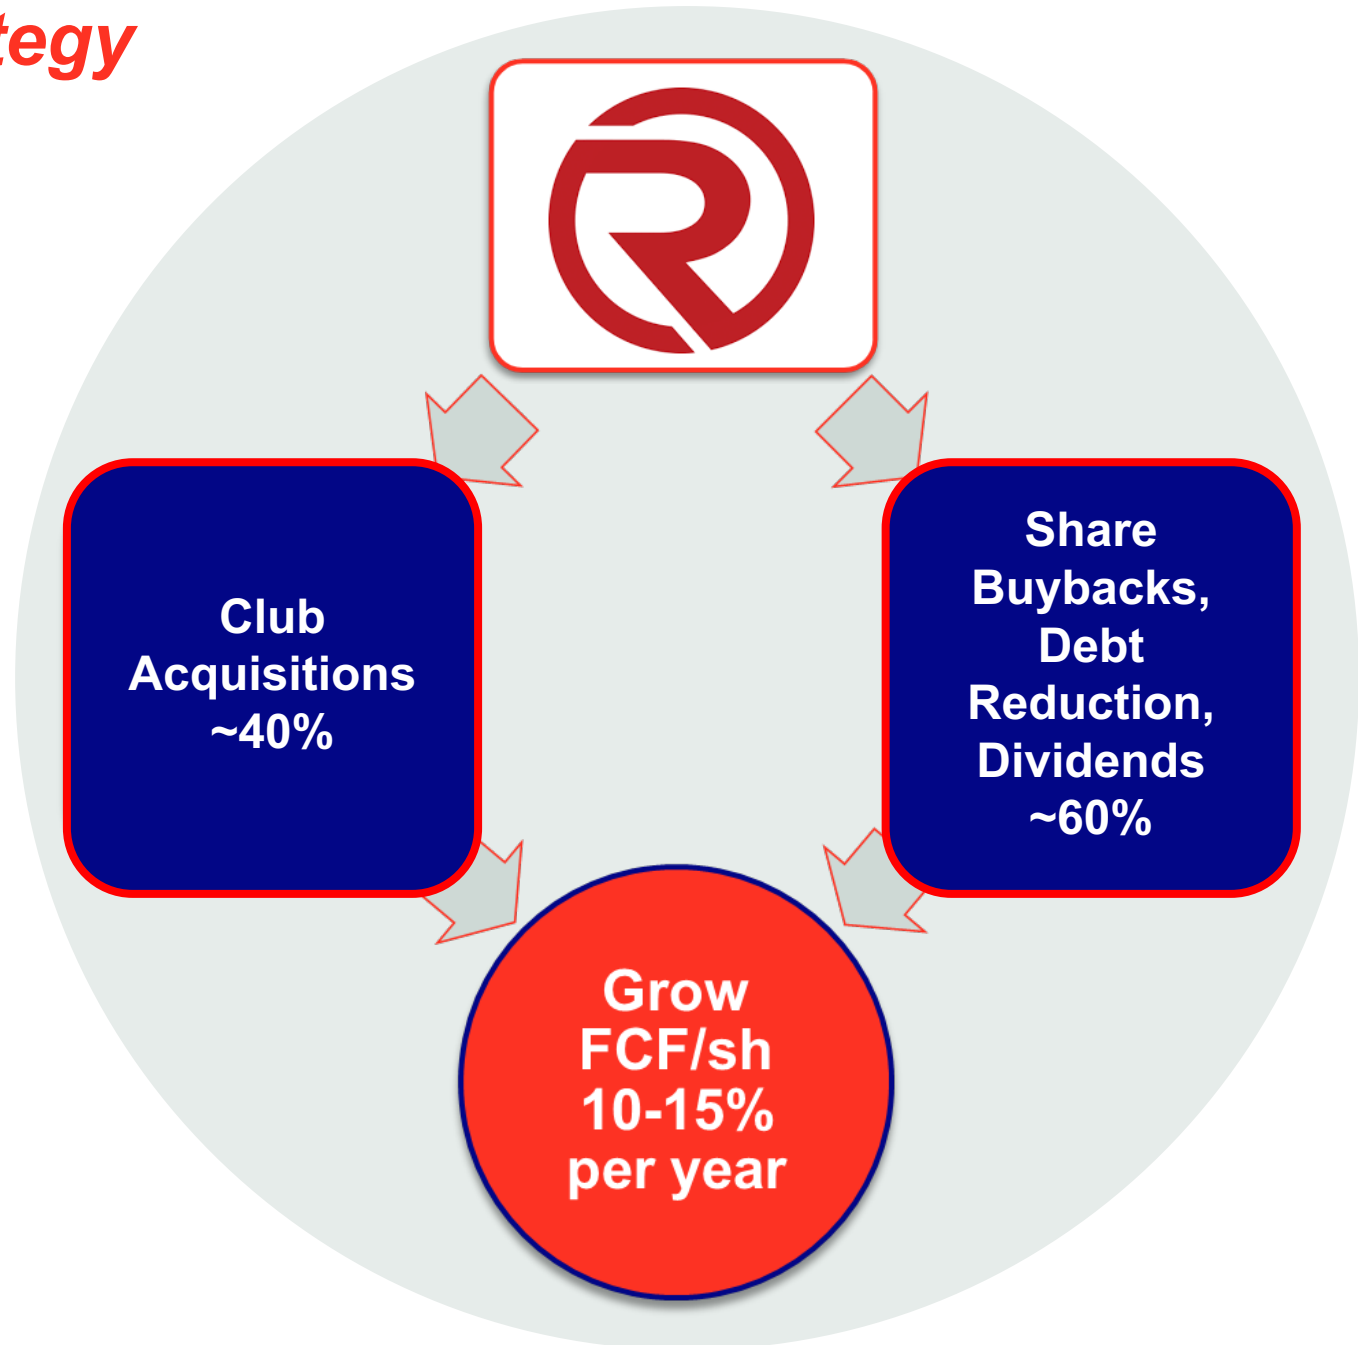 tegy
R
Club
Acquisitions
~40%
Share
Buybacks,
Debt
Reduction,
Dividends
~60%
Grow
FCF/sh
10-15%
per year